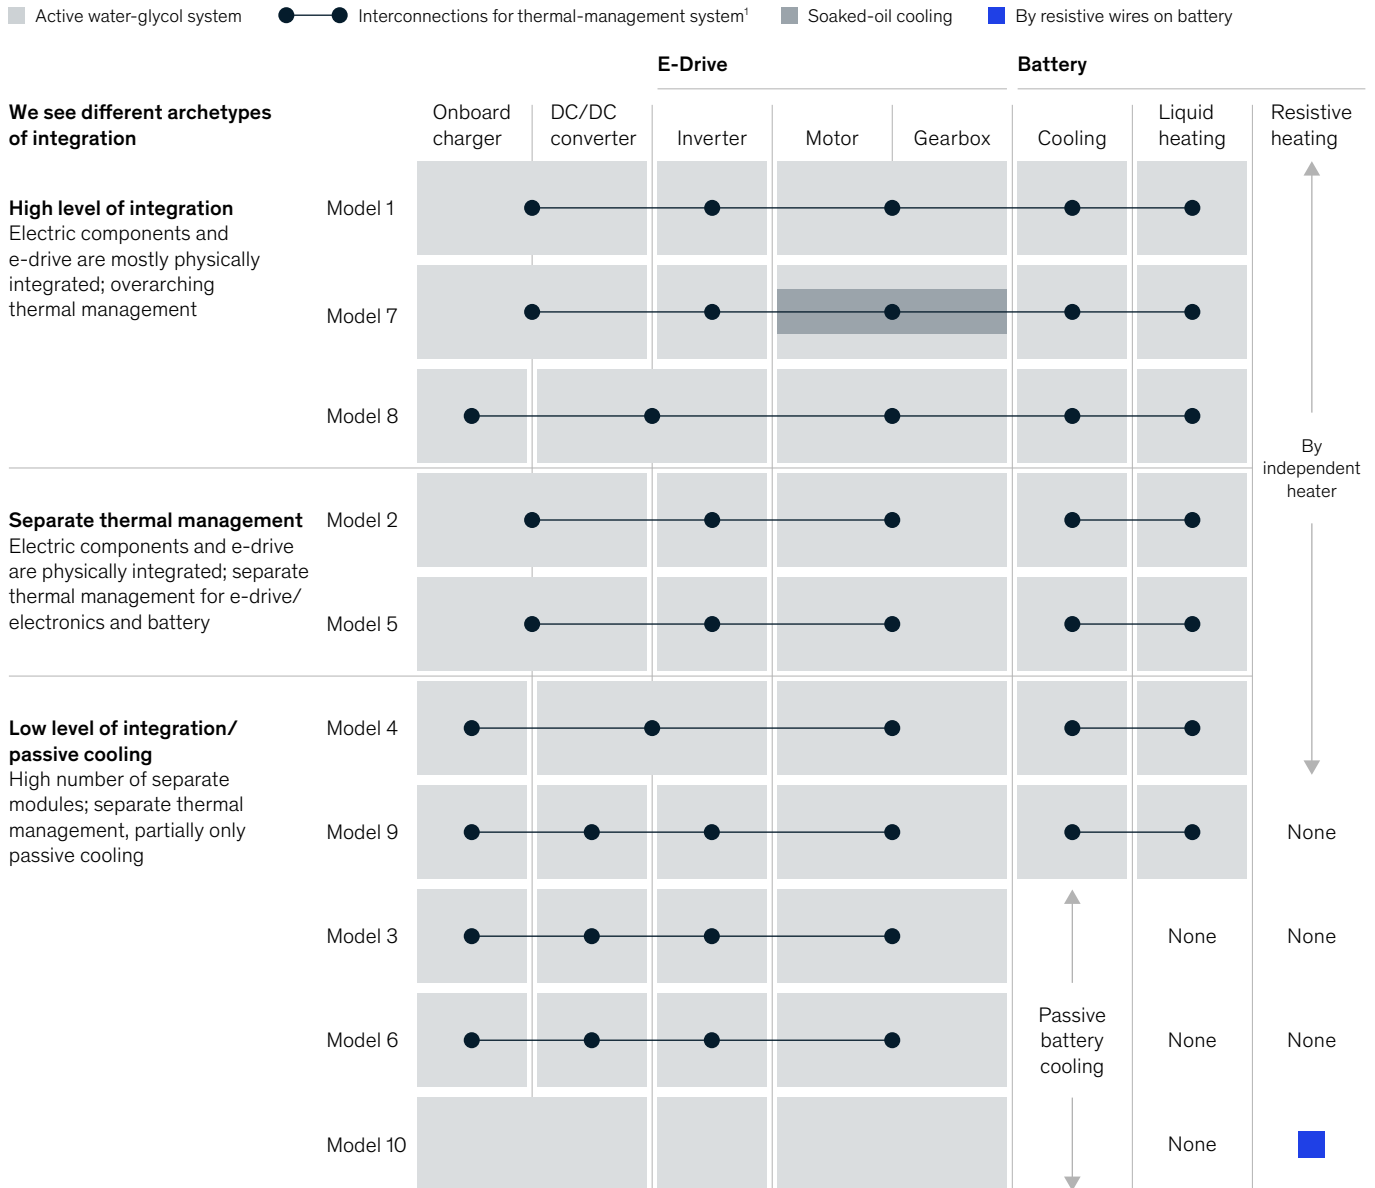 Active water-glycol system
Interconnections for thermal-management system¹
Soaked-oil cooling
By resistive wires on battery
E-Drive
Battery
We see different archetypes
of integration
Onboard
charger
DC/DC
converter
Inverter
Motor
Gearbox
Cooling
Liquid
heating
Resistive
heating
High level of integration
Electric components and
e-drive are mostly physically
integrated; overarching
thermal management
Model 1
Model 7
Model 8
By
independent
heater
Separate thermal management
Electric components and e-drive
are physically integrated; separate
thermal management for e-drive/
electronics and battery
Model 2
Model 5
Low level of integration/
passive cooling
High number of separate
modules; separate thermal
management, partially only
passive cooling
Model 4
Model 9
None
Model 3
None
None
Model 6
Passive
battery
cooling
None
None
Model 10
None